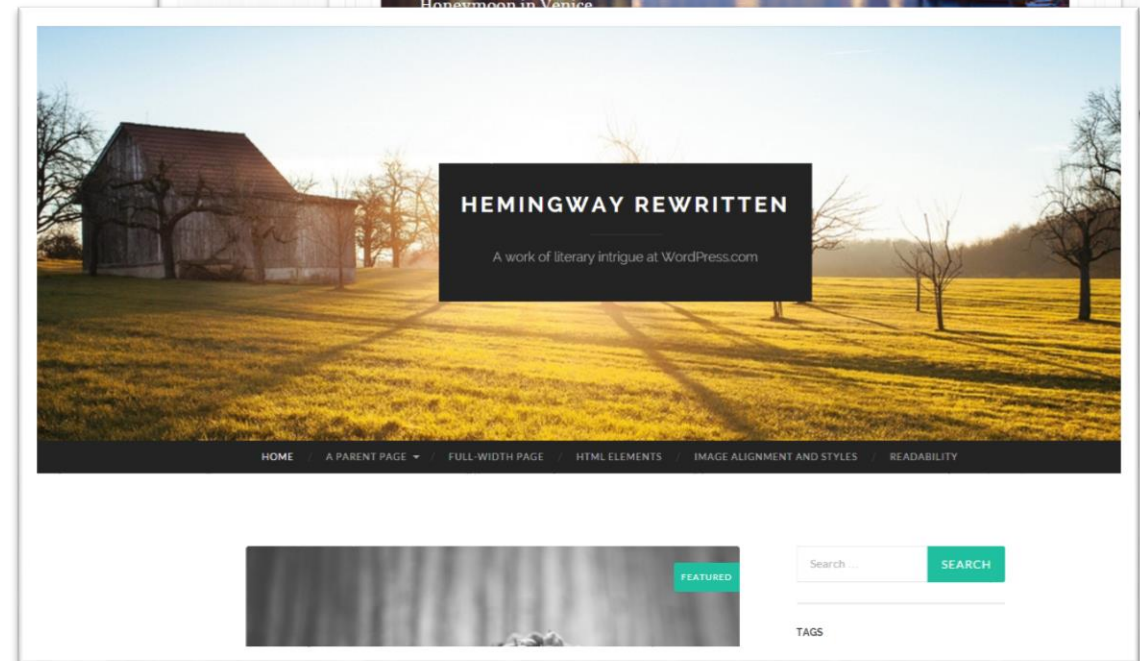 Honeymoon in Venice
HEMINGWAY REWRITTEN
A work of literary intrigue at WordPress.com
HOME / A PARENT PAGE / FULL-WIDTH PAGE / HTML ELEMENTS / IMAGE ALIGNMENT AND STYLES / READABILITY
FEATURED
Search ...
SEARCH
TAGS